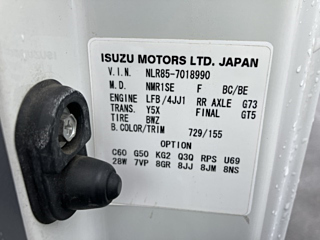 ISUZU MOTORS LTD. JAPAN
V.I.N. NLR85-7018990
M.D. NMR1SE F BC/BE
ENGINE LFB/4JJ1 RR AXLE G73
TRANS. Y5X FINAL GT5
TIRE BWZ
B.COLOR/TRIM 729/155
OPTION
C60 G50 KG2 Q3Q RPS U69
28W 7VP 8GR 8JJ 8JM 8NS